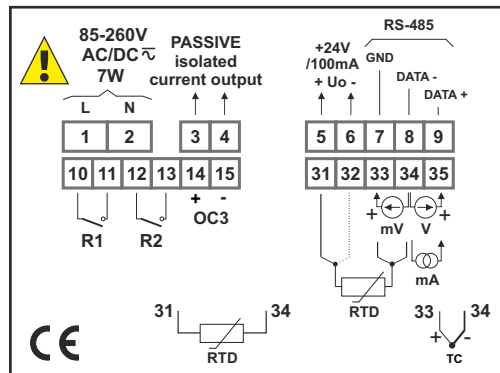 85-260V
AC/DC
7W
L N
PASSIVE
isolated
current output
+24V
/100mA
+ Uo -
RS-485
GND
DATA -
DATA +
1 2 3 4
5 6 7 8 9
10 11 12 13 14 15
31 32 33 34 35
R1 R2
+ -
OC3
+ +
mV V
mA
RTD
31 34
RTD
33 34
+ -
TC
CE